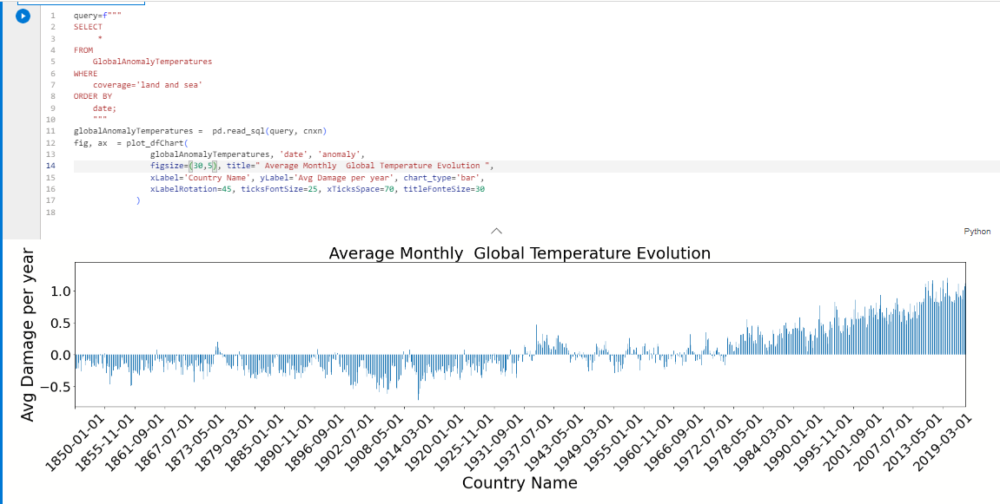 1 query=f"""
2 SELECT
3 *
4 FROM
5 GlobalAnomalyTemperatures
6 WHERE
7 coverage='land and sea'
8 ORDER BY
9 date;
10 """
11 globalAnomalyTemperatures = pd.read_sql(query, cnxn)
12 fig, ax = plot_dfChart(
13 globalAnomalyTemperatures, 'date', 'anomaly',
14 figsize=(30,5), title=" Average Monthly  Global Temperature Evolution ",
15 xLabel='Country Name', yLabel='Avg Damage per year', chart_type='bar',
16 xLabelRotation=45, ticksFontSize=25, xTicksSpace=70, titleFonteSize=30
17 )
18
Python
Average Monthly  Global Temperature Evolution
Avg Damage per year
1.0
0.5
0.0
−0.5
1850-01-01 1855-11-01 1861-09-01 1867-07-01 1873-05-01 1879-03-01 1885-01-01 1890-11-01 1896-09-01 1902-07-01 1908-05-01 1914-03-01 1920-01-01 1925-11-01 1931-09-01 1937-07-01 1943-05-01 1949-03-01 1955-01-01 1960-11-01 1966-09-01 1972-07-01 1978-05-01 1984-03-01 1990-01-01 1995-11-01 2001-09-01 2007-07-01 2013-05-01 2019-03-01
Country Name